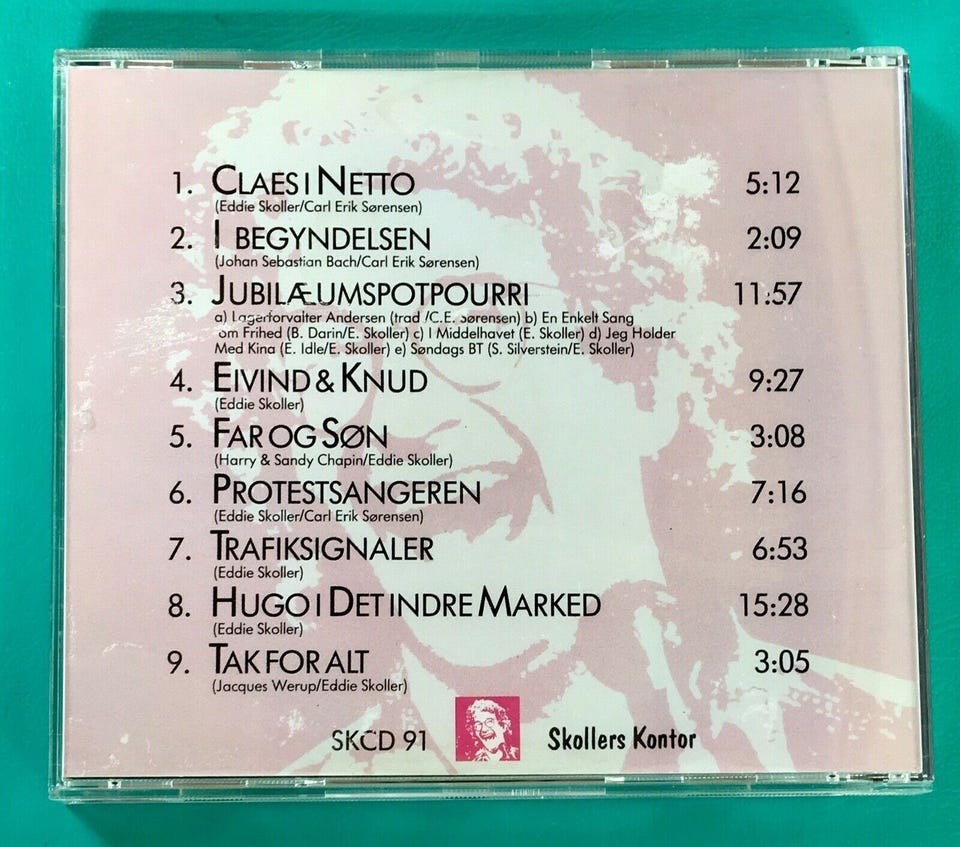 1. CLAES I NETTO 5:12
(Eddie Skoller/Carl Erik Sørensen)
2. I BEGYNDELSEN 2:09
(Johan Sebastian Bach/Carl Erik Sørensen)
3. JUBILÆUMSPOTPOURRI 11:57
a) Lagerforvalter Andersen (trad /C.E. Sørensen) b) En Enkelt Sang
om Frihed (B. Darin/E. Skoller) c) I Middelhavet (E. Skoller) d) Jeg Holder
Med Kina (E. Idle/E. Skoller) e) Søndags BT (S. Silverstein/E. Skoller)
4. EIVIND & KNUD 9:27
(Eddie Skoller)
5. FAR OG SØN 3:08
(Harry & Sandy Chapin/Eddie Skoller)
6. PROTESTSANGEREN 7:16
(Eddie Skoller/Carl Erik Sørensen)
7. TRAFIKSIGNALER 6:53
(Eddie Skoller)
8. HUGO I DET INDRE MARKED 15:28
(Eddie Skoller)
9. TAK FOR ALT 3:05
(Jacques Werup/Eddie Skoller)
SKCD 91 Skollers Kontor